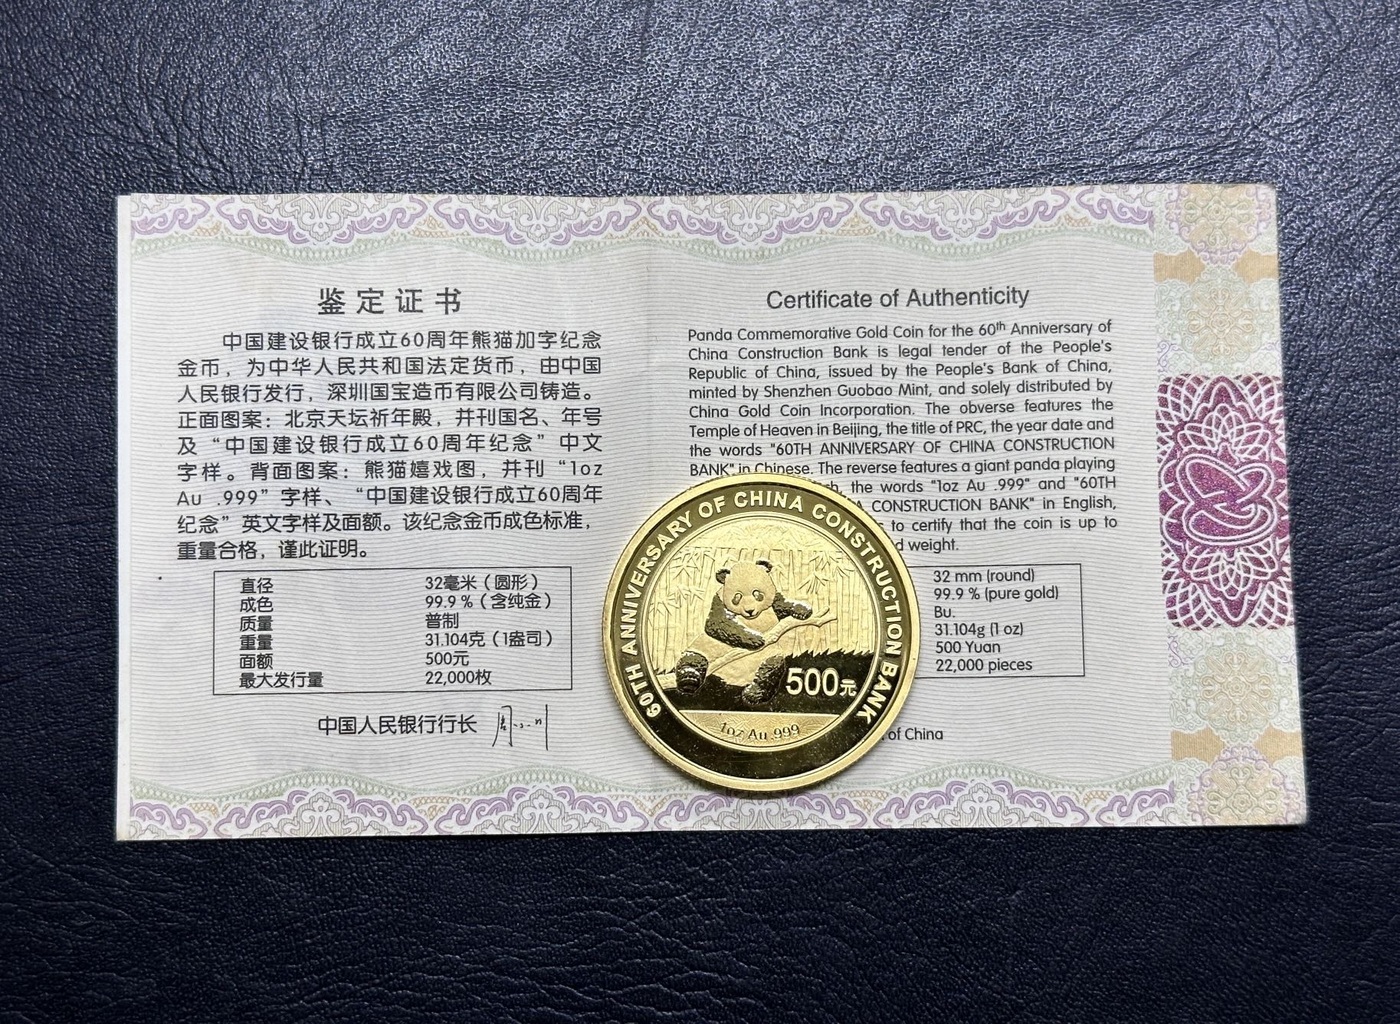 鉴定证书
中国建设银行成立60周年熊猫加字纪念
金币，为中华人民共和国法定货币，由中国
人民银行发行，深圳国宝造币有限公司铸造。
正面图案：北京天坛祈年殿，并刊国名、年号
及“中国建设银行成立60周年纪念”中文
字样。背面图案：熊猫嬉戏图，并刊“1oz
Au .999”字样、“中国建设银行成立60周年
纪念”英文字样及面额。该纪念金币成色标准，
重量合格，谨此证明。
直径 32毫米（圆形）
成色 99.9 %（含纯金）
质量 普制
重量 31.104克（1盎司）
面额 500元
最大发行量 22,000枚
中国人民银行行长
Certificate of Authenticity
Panda Commemorative Gold Coin for the 60th Anniversary of
China Construction Bank is legal tender of the People's
Republic of China, issued by the People's Bank of China,
minted by Shenzhen Guobao Mint, and solely distributed by
China Gold Coin Incorporation. The obverse features the
Temple of Heaven in Beijing, the title of PRC, the year date and
the words "60TH ANNIVERSARY OF CHINA CONSTRUCTION
BANK" in Chinese. The reverse features a giant panda playing
the words "1oz Au .999" and "60TH
CONSTRUCTION BANK" in English,
to certify that the coin is up to
weight.
32 mm (round)
99.9 % (pure gold)
Bu.
31.104g (1 oz)
500 Yuan
22,000 pieces
of China
60TH ANNIVERSARY OF CHINA CONSTRUCTION BANK
500元
1oz Au .999